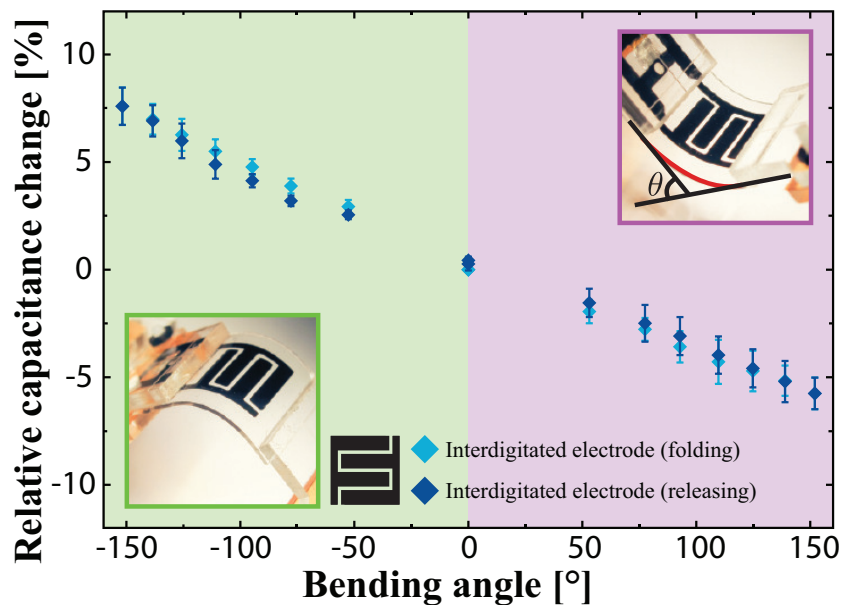 Relative capacitance change [%]
10
5
0
-5
-10
θ
Interdigitated electrode (folding)
Interdigitated electrode (releasing)
-150
-100
-50
0
50
100
150
Bending angle [°]